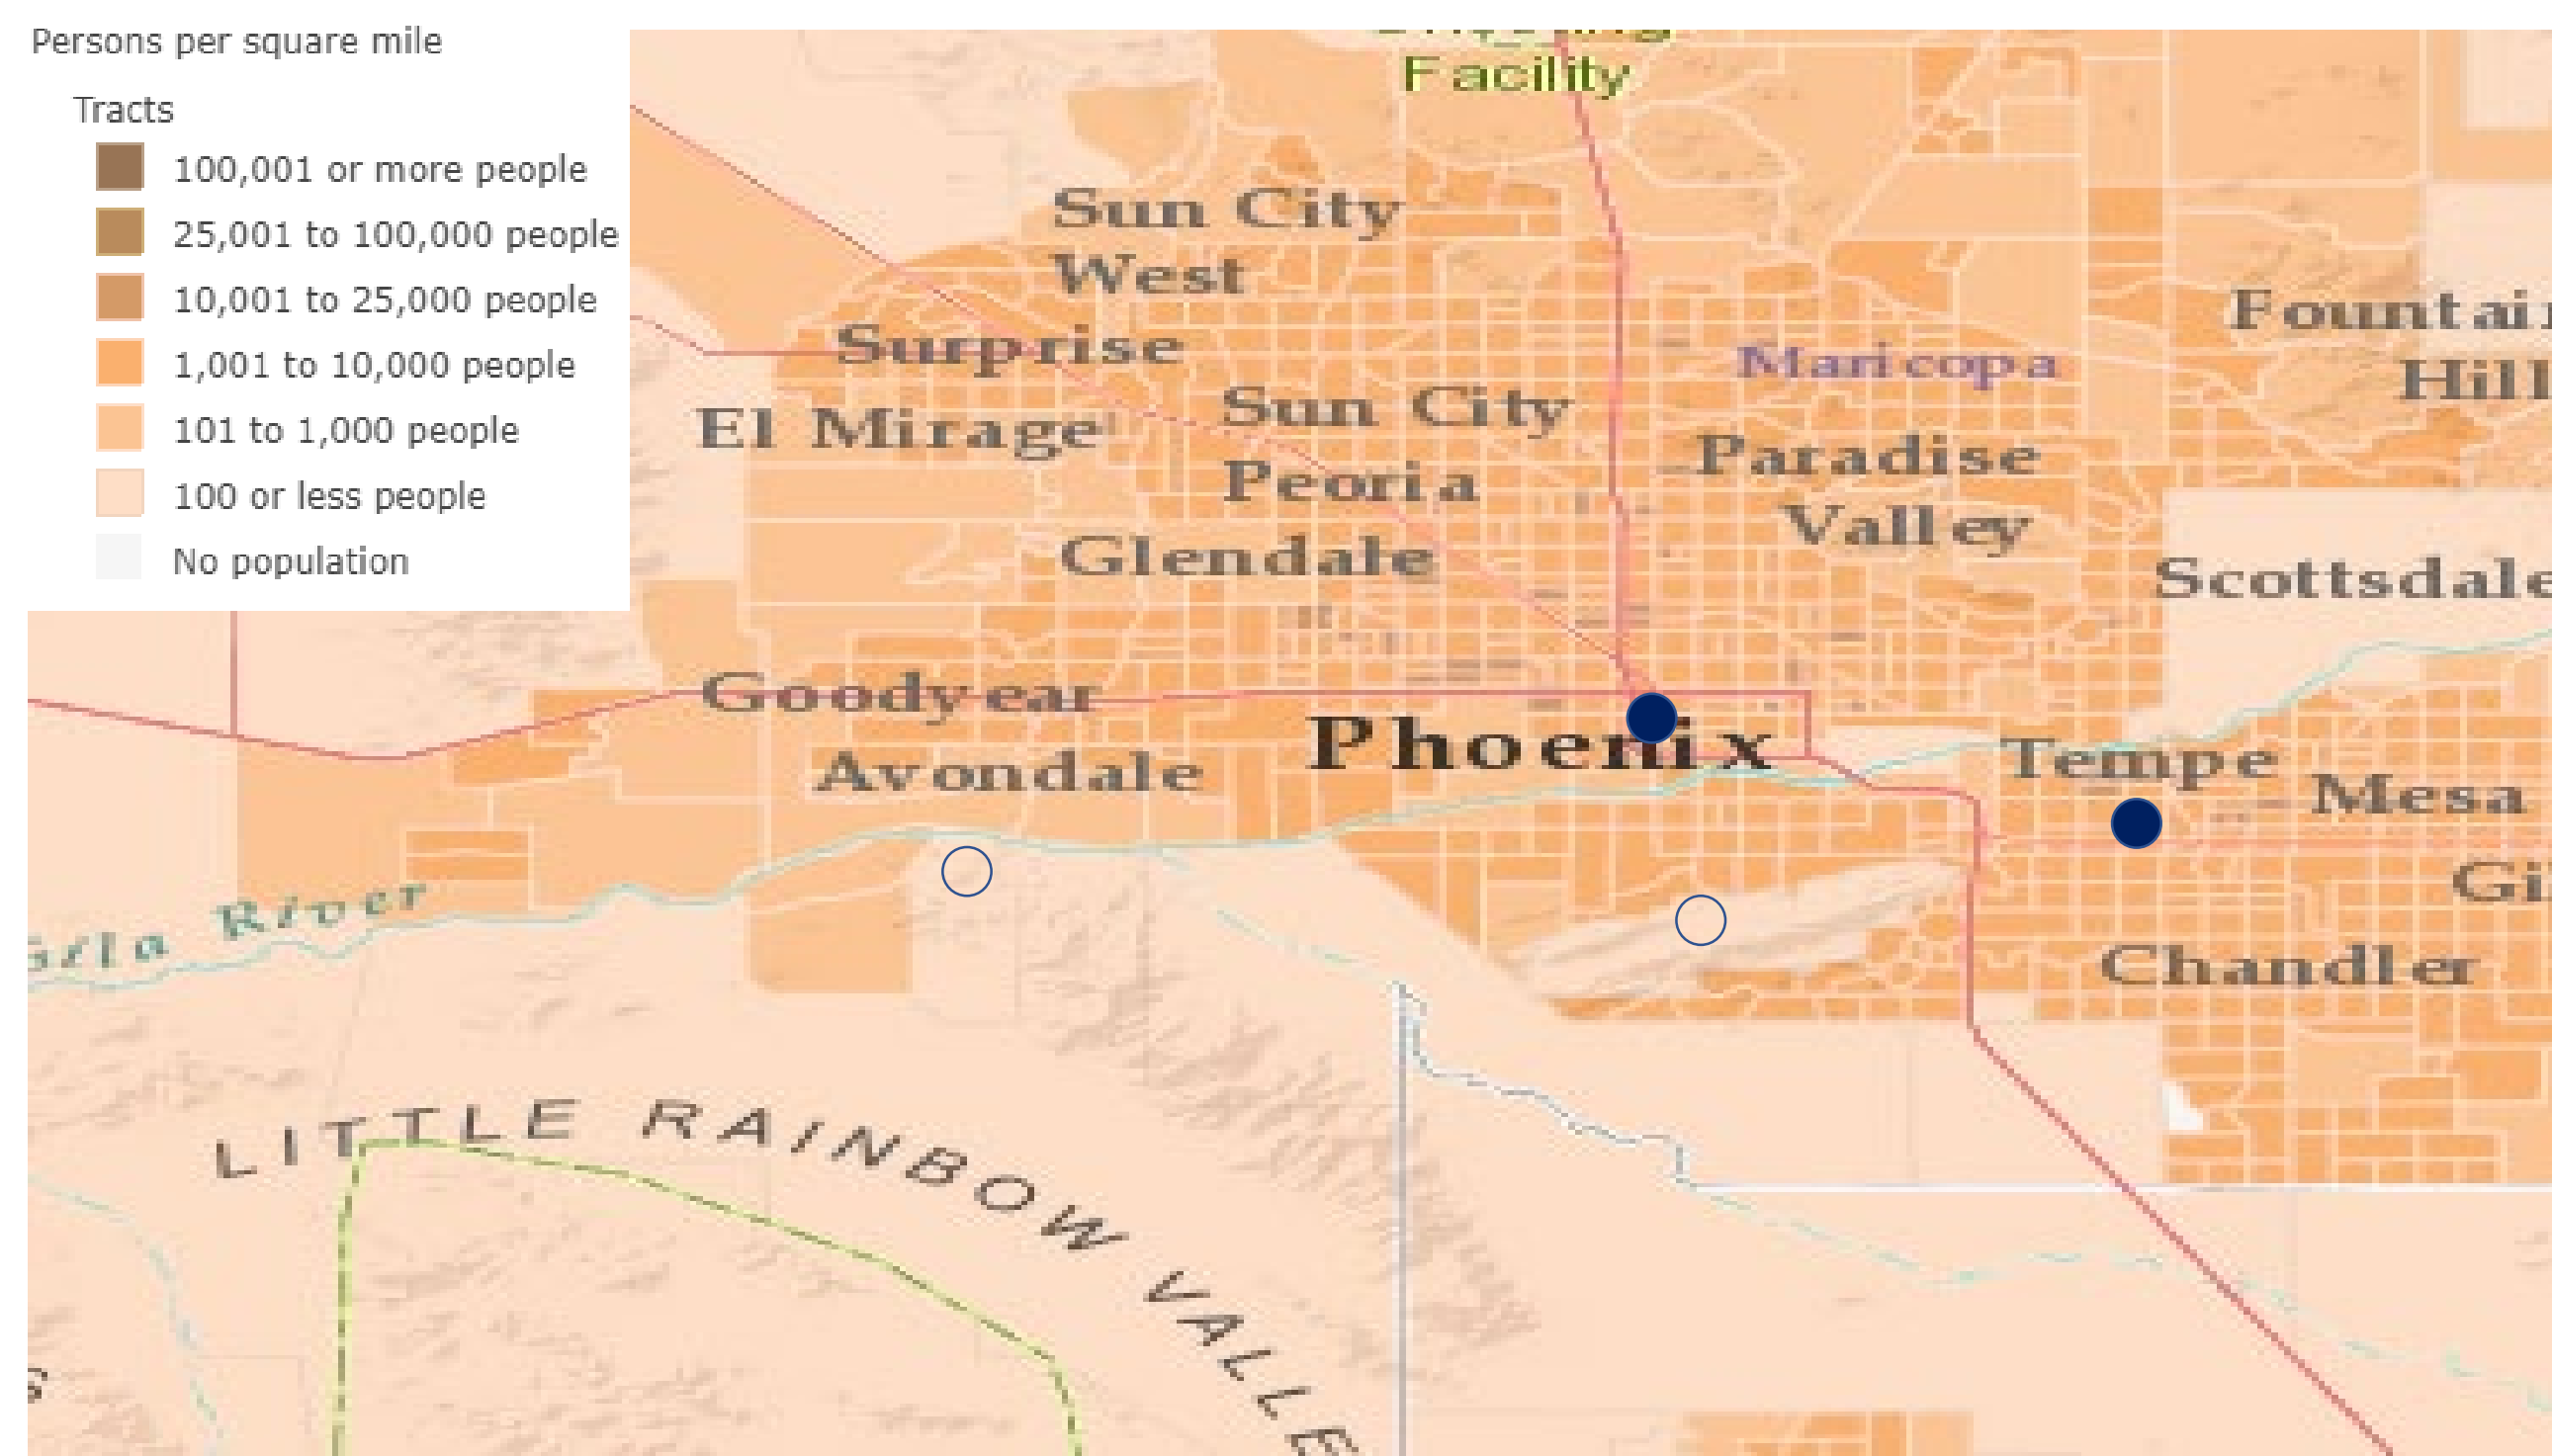 Persons per square mile
Tracts
100,001 or more people
25,001 to 100,000 people
10,001 to 25,000 people
1,001 to 10,000 people
101 to 1,000 people
100 or less people
No population
Facility
Sun City
West
Surprise
El Mirage
Sun City
Peoria
Glendale
Maricopa
Paradise
Valley
Fountain
Hill
Scottsdale
Goodyear
Avondale
Phoenix
Tempe
Mesa
Gi
Chandler
Gila River
LITTLE RAINBOW VALLE